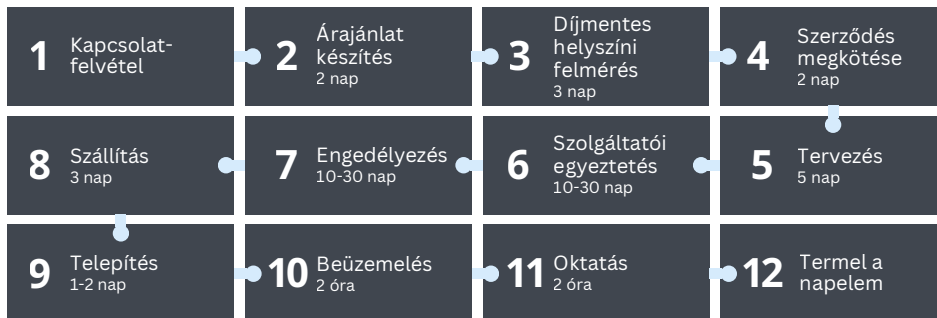 1
Kapcsolat-
felvétel
2
Árajánlat
készítés
2 nap
3
Díjmentes
helyszíni
felmérés
3 nap
4
Szerződés
megkötése
2 nap
5
Tervezés
5 nap
6
Szolgáltatói
egyeztetés
10-30 nap
7
Engedélyezés
10-30 nap
8
Szállítás
3 nap
9
Telepítés
1-2 nap
10
Beüzemelés
2 óra
11
Oktatás
2 óra
12
Termel a
napelem